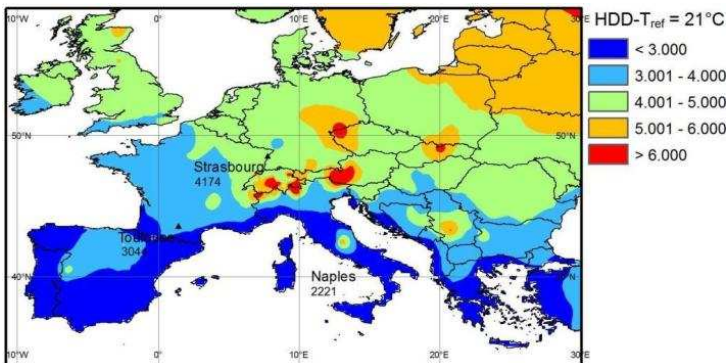 HDD-Tref = 21°C
< 3.000
3.001 - 4.000
4.001 - 5.000
5.001 - 6.000
> 6.000
50°N
50°N
Strasbourg
4174
3044
40°N
40°N
Naples
2221
10°W
0°
10°E
20°E
30°E